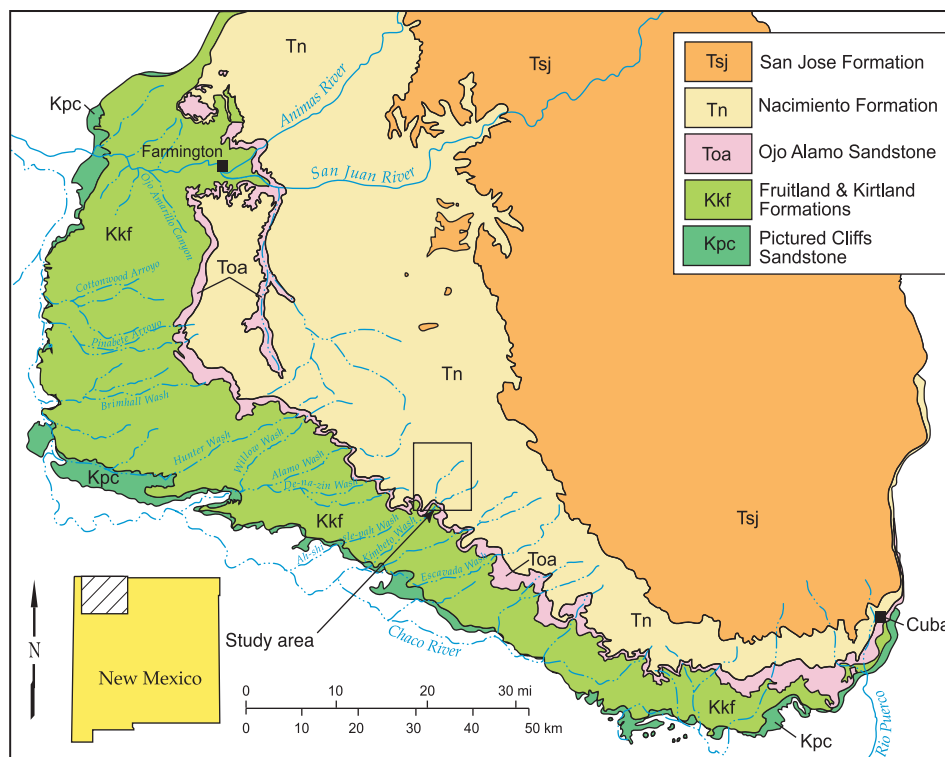 Tn
Tsj
Kpc
Animas River
Farmington
San Juan River
Ojo Amarillo Canyon
Kkf
Toa
Cottonwood Arroyo
Pinabete Arroyo
Brimhall Wash
Tn
Hunter Wash
Willow Wash
Alamo Wash
De-na-zin Wash
Kpc
Kkf
Ah-shi-sle-pah Wash
Kimbeto Wash
Escavada Wash
Toa
Tsj
Study area
Chaco River
Tn
Cuba
Kkf
Kpc
Rio Puerco
Tsj San Jose Formation
Tn Nacimiento Formation
Toa Ojo Alamo Sandstone
Kkf Fruitland & Kirtland
Formations
Kpc Pictured Cliffs
Sandstone
N
New Mexico
0 10 20 30 mi
0 10 20 30 40 50 km